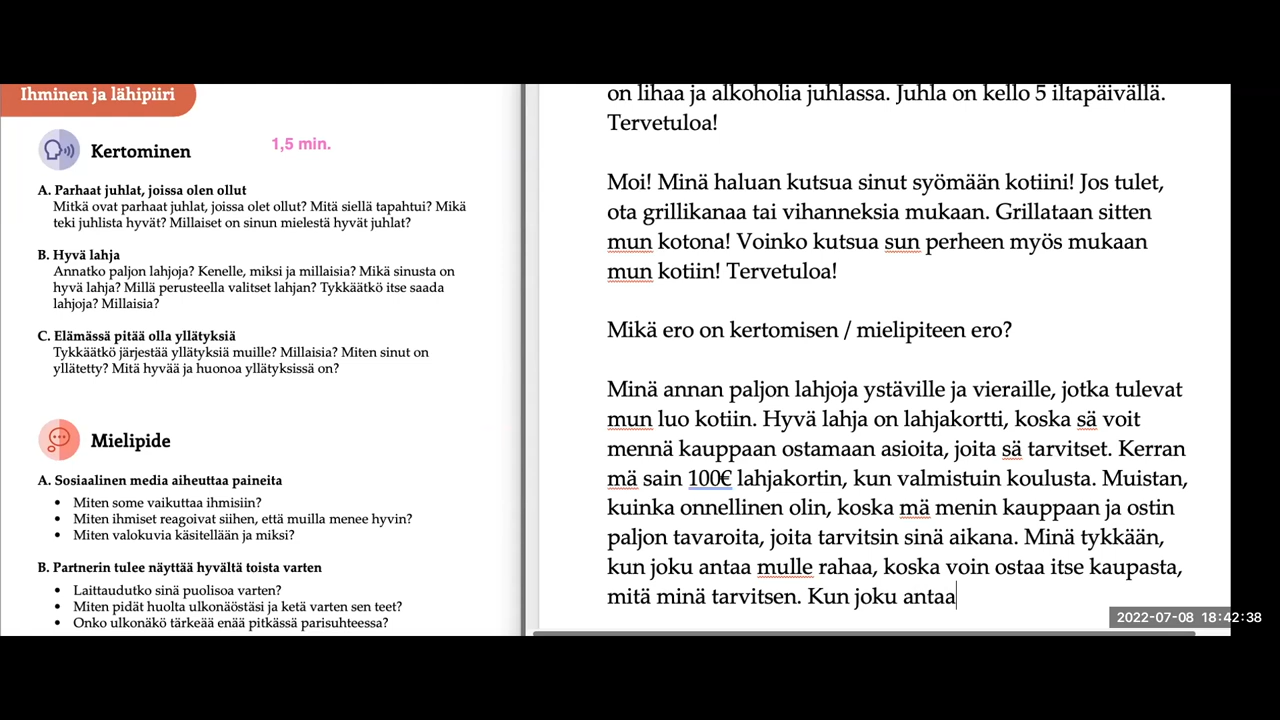 Ihminen ja lähipiiri
Kertominen
1,5 min.
A. Parhaat juhlat, joissa olen ollut
Mitkä ovat parhaat juhlat, joissa olet ollut? Mitä siellä tapahtui? Mikä
teki juhlista hyvät? Millaiset on sinun mielestä hyvät juhlat?
B. Hyvä lahja
Annatko paljon lahjoja? Kenelle, miksi ja millaisia? Mikä sinusta on
hyvä lahja? Millä perusteella valitset lahjan? Tykkäätkö itse saada
lahjoja? Millaisia?
C. Elämässä pitää olla yllätyksiä
Tykkäätkö järjestää yllätyksiä muille? Millaisia? Miten sinut on
yllätetty? Mitä hyvää ja huonoa yllätyksissä on?
Mielipide
A. Sosiaalinen media aiheuttaa paineita
• Miten some vaikuttaa ihmisiin?
• Miten ihmiset reagoivat siihen, että muilla menee hyvin?
• Miten valokuvia käsitellään ja miksi?
B. Partnerin tulee näyttää hyvältä toista varten
• Laittaudutko sinä puolisoa varten?
• Miten pidät huolta ulkonäöstäsi ja ketä varten sen teet?
• Onko ulkonäkö tärkeää enää pitkässä parisuhteessa?
on lihaa ja alkoholia juhlassa. Juhla on kello 5 iltapäivällä.
Tervetuloa!
Moi! Minä haluan kutsua sinut syömään kotiini! Jos tulet,
ota grillikanaa tai vihanneksia mukaan. Grillataan sitten
mun kotona! Voinko kutsua sun perheen myös mukaan
mun kotiin! Tervetuloa!
Mikä ero on kertomisen / mielipiteen ero?
Minä annan paljon lahjoja ystäville ja vieraille, jotka tulevat
mun luo kotiin. Hyvä lahja on lahjakortti, koska sä voit
mennä kauppaan ostamaan asioita, joita sä tarvitset. Kerran
mä sain 100€ lahjakortin, kun valmistuin koulusta. Muistan,
kuinka onnellinen olin, koska mä menin kauppaan ja ostin
paljon tavaroita, joita tarvitsin sinä aikana. Minä tykkään,
kun joku antaa mulle rahaa, koska voin ostaa itse kaupasta,
mitä minä tarvitsen. Kun joku antaa
2022-07-08 18:42:38